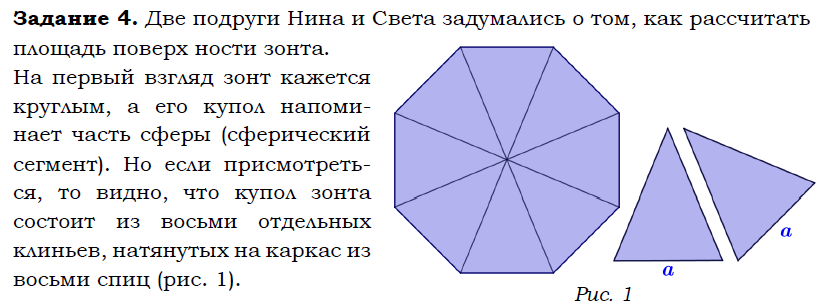 Задание 4. Две подруги Нина и Света задумались о том, как рассчитать
площадь поверх ности зонта.
На первый взгляд зонт кажется
круглым, а его купол напоми-
нает часть сферы (сферический
сегмент). Но если присмотреть-
ся, то видно, что купол зонта
состоит из восьми отдельных
клиньев, натянутых на каркас из
восьми спиц (рис. 1).
a
a
Рис. 1